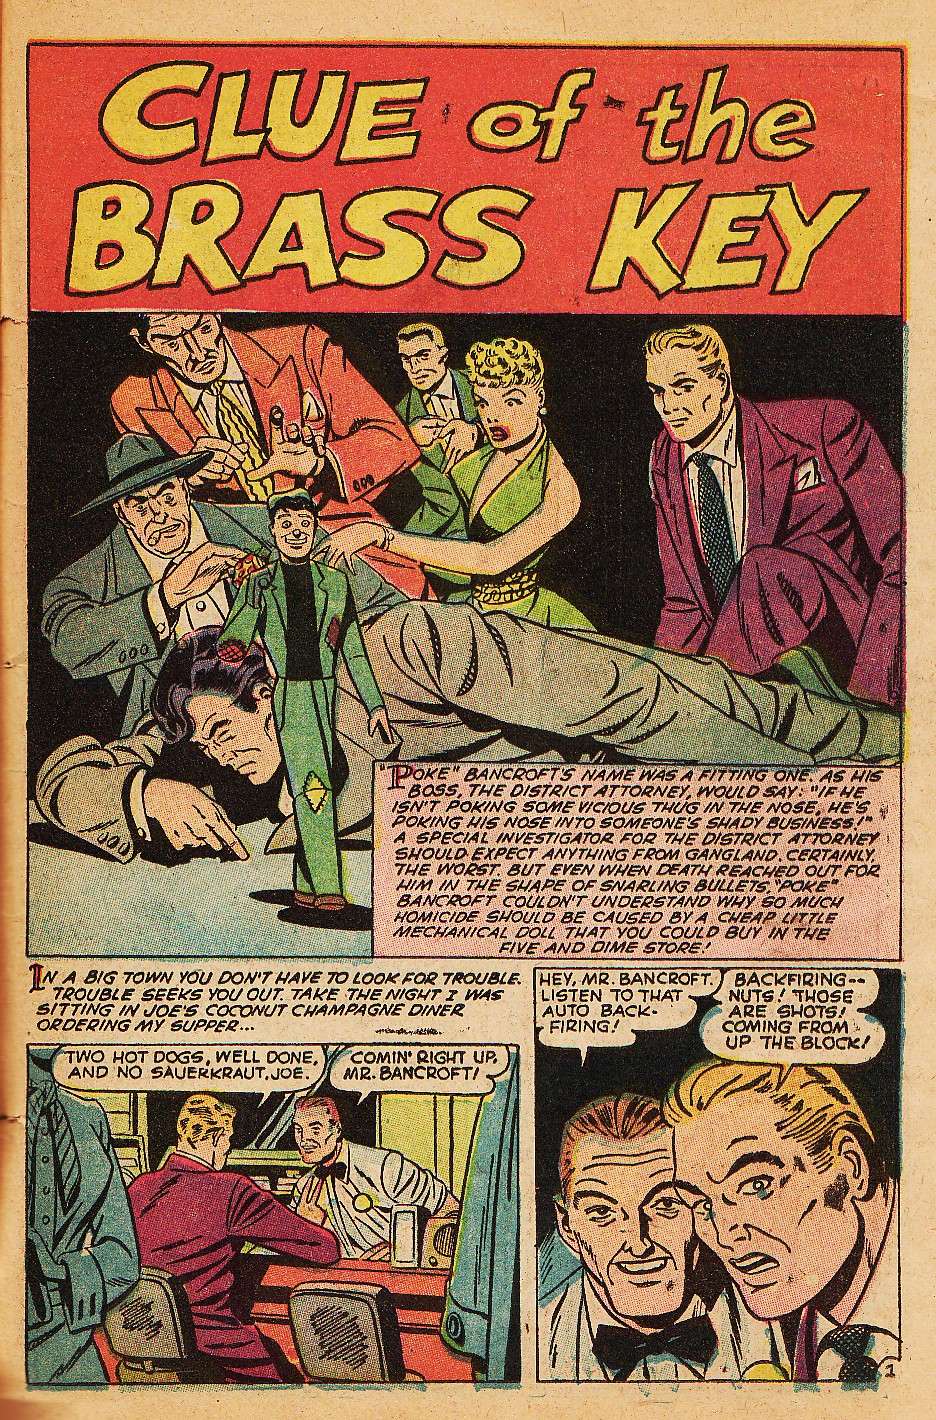 CLUE of the
BRASS KEY
"POKE" BANCROFT'S NAME WAS A FITTING ONE. AS HIS
BOSS, THE DISTRICT ATTORNEY, WOULD SAY: "IF HE
ISN'T POKING SOME VICIOUS THUG IN THE NOSE, HE'S
POKING HIS NOSE INTO SOMEONE'S SHADY BUSINESS!"
A SPECIAL INVESTIGATOR FOR THE DISTRICT ATTORNEY
SHOULD EXPECT ANYTHING FROM GANGLAND. CERTAINLY,
THE WORST. BUT EVEN WHEN DEATH REACHED OUT FOR
HIM IN THE SHAPE OF SNARLING BULLETS, "POKE"
BANCROFT COULDN'T UNDERSTAND WHY SO MUCH
HOMICIDE SHOULD BE CAUSED BY A CHEAP LITTLE
MECHANICAL DOLL THAT YOU COULD BUY IN THE
FIVE AND DIME STORE!
IN A BIG TOWN YOU DON'T HAVE TO LOOK FOR TROUBLE.
TROUBLE SEEKS YOU OUT. TAKE THE NIGHT I WAS
SITTING IN JOE'S COCONUT CHAMPAGNE DINER
ORDERING MY SUPPER...
TWO HOT DOGS, WELL DONE,
AND NO SAUERKRAUT, JOE.
COMIN' RIGHT UP,
MR. BANCROFT!
HEY, MR. BANCROFT.
LISTEN TO THAT
AUTO BACK-
FIRING!
BACKFIRING--
NUTS! THOSE
ARE SHOTS!
COMING FROM
UP THE BLOCK!
1